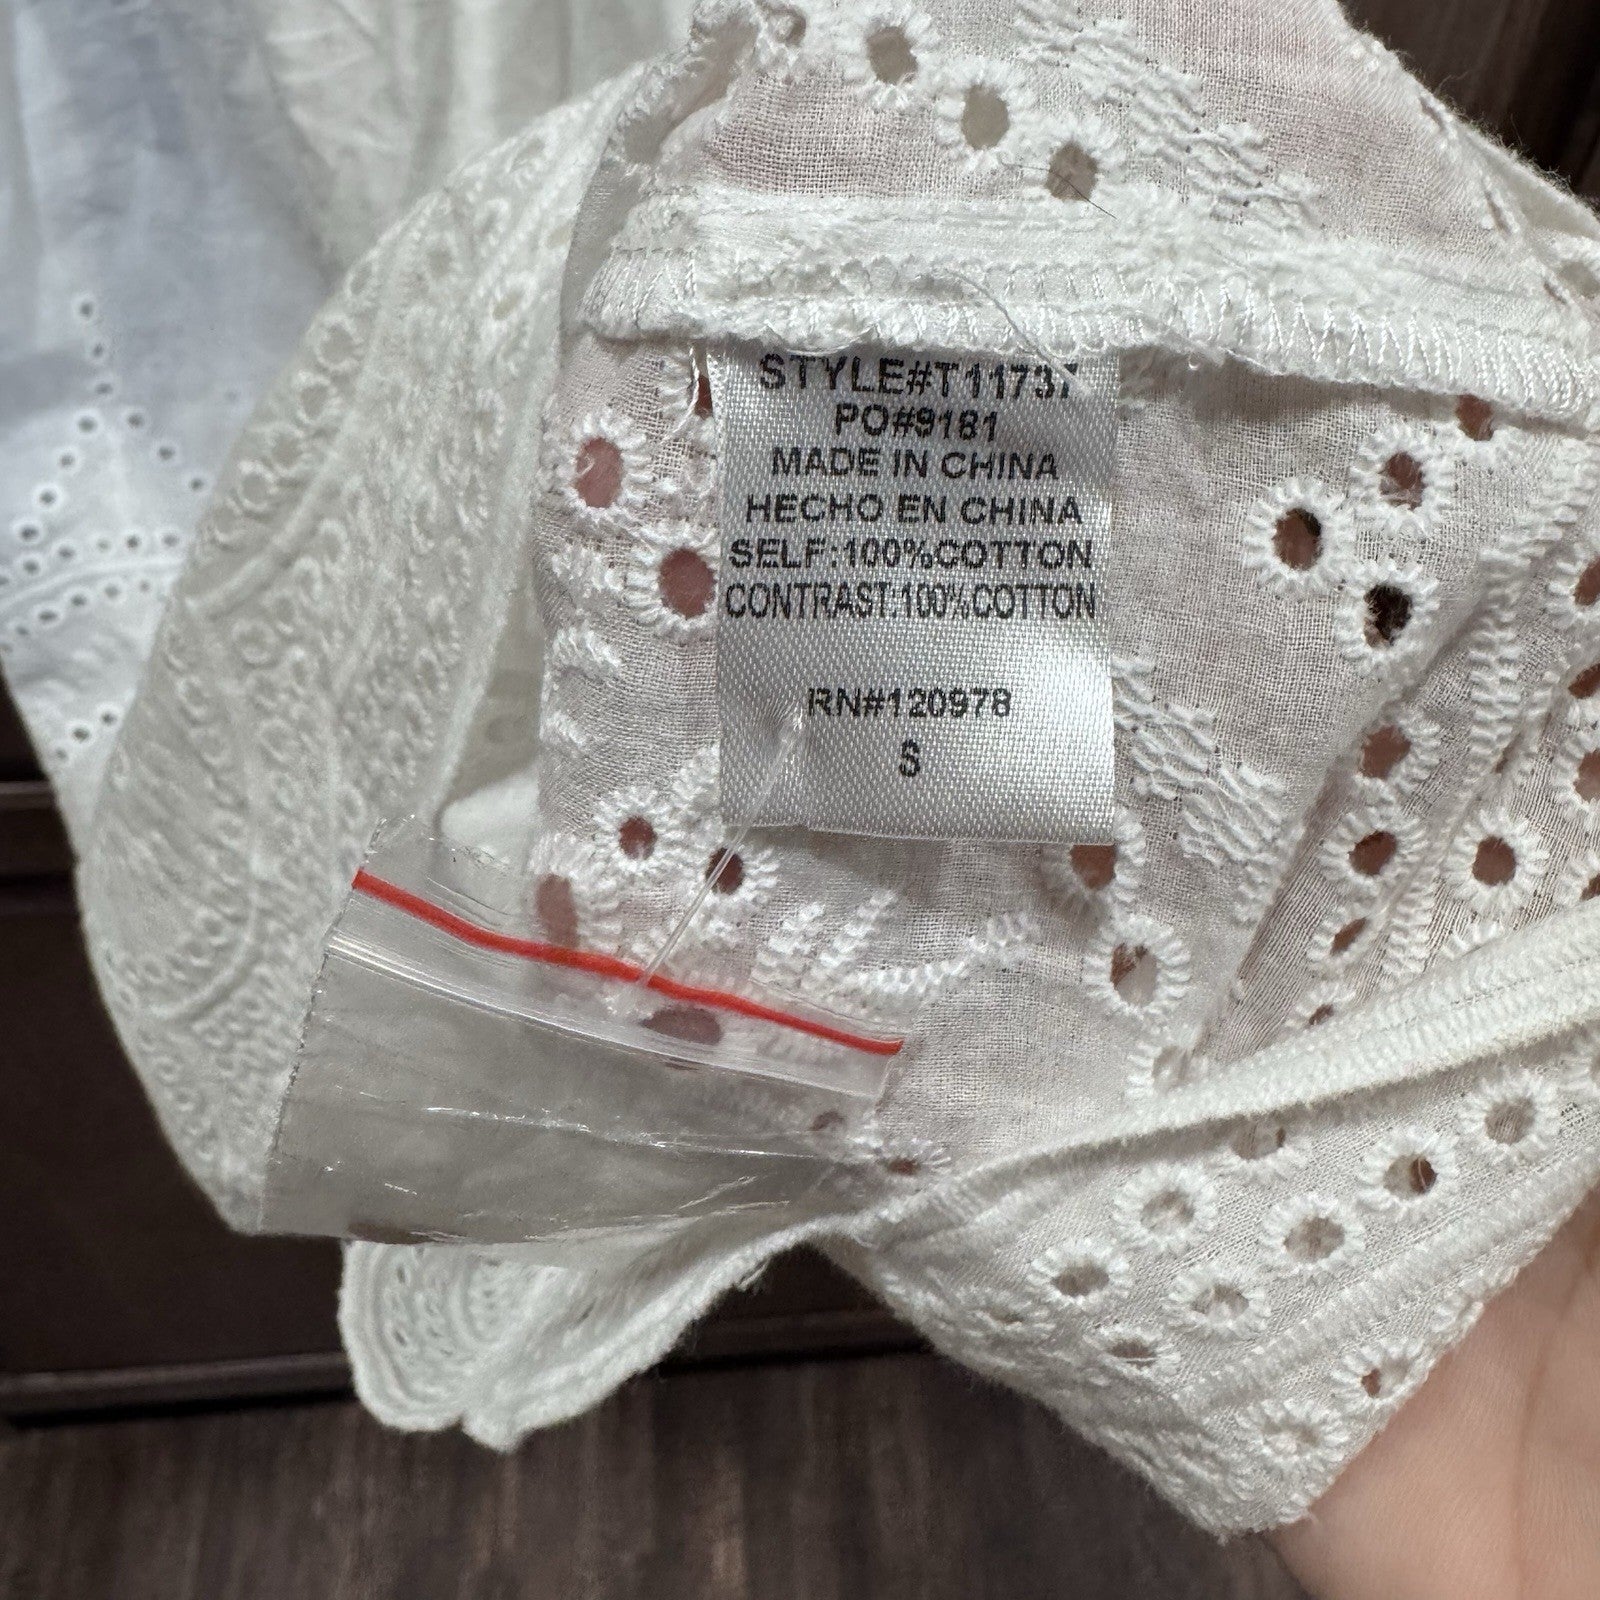 STYLE#T11737
PO#9181
MADE IN CHINA
HECHO EN CHINA
SELF:100%COTTON
CONTRAST:100%COTTON
RN#120978
S